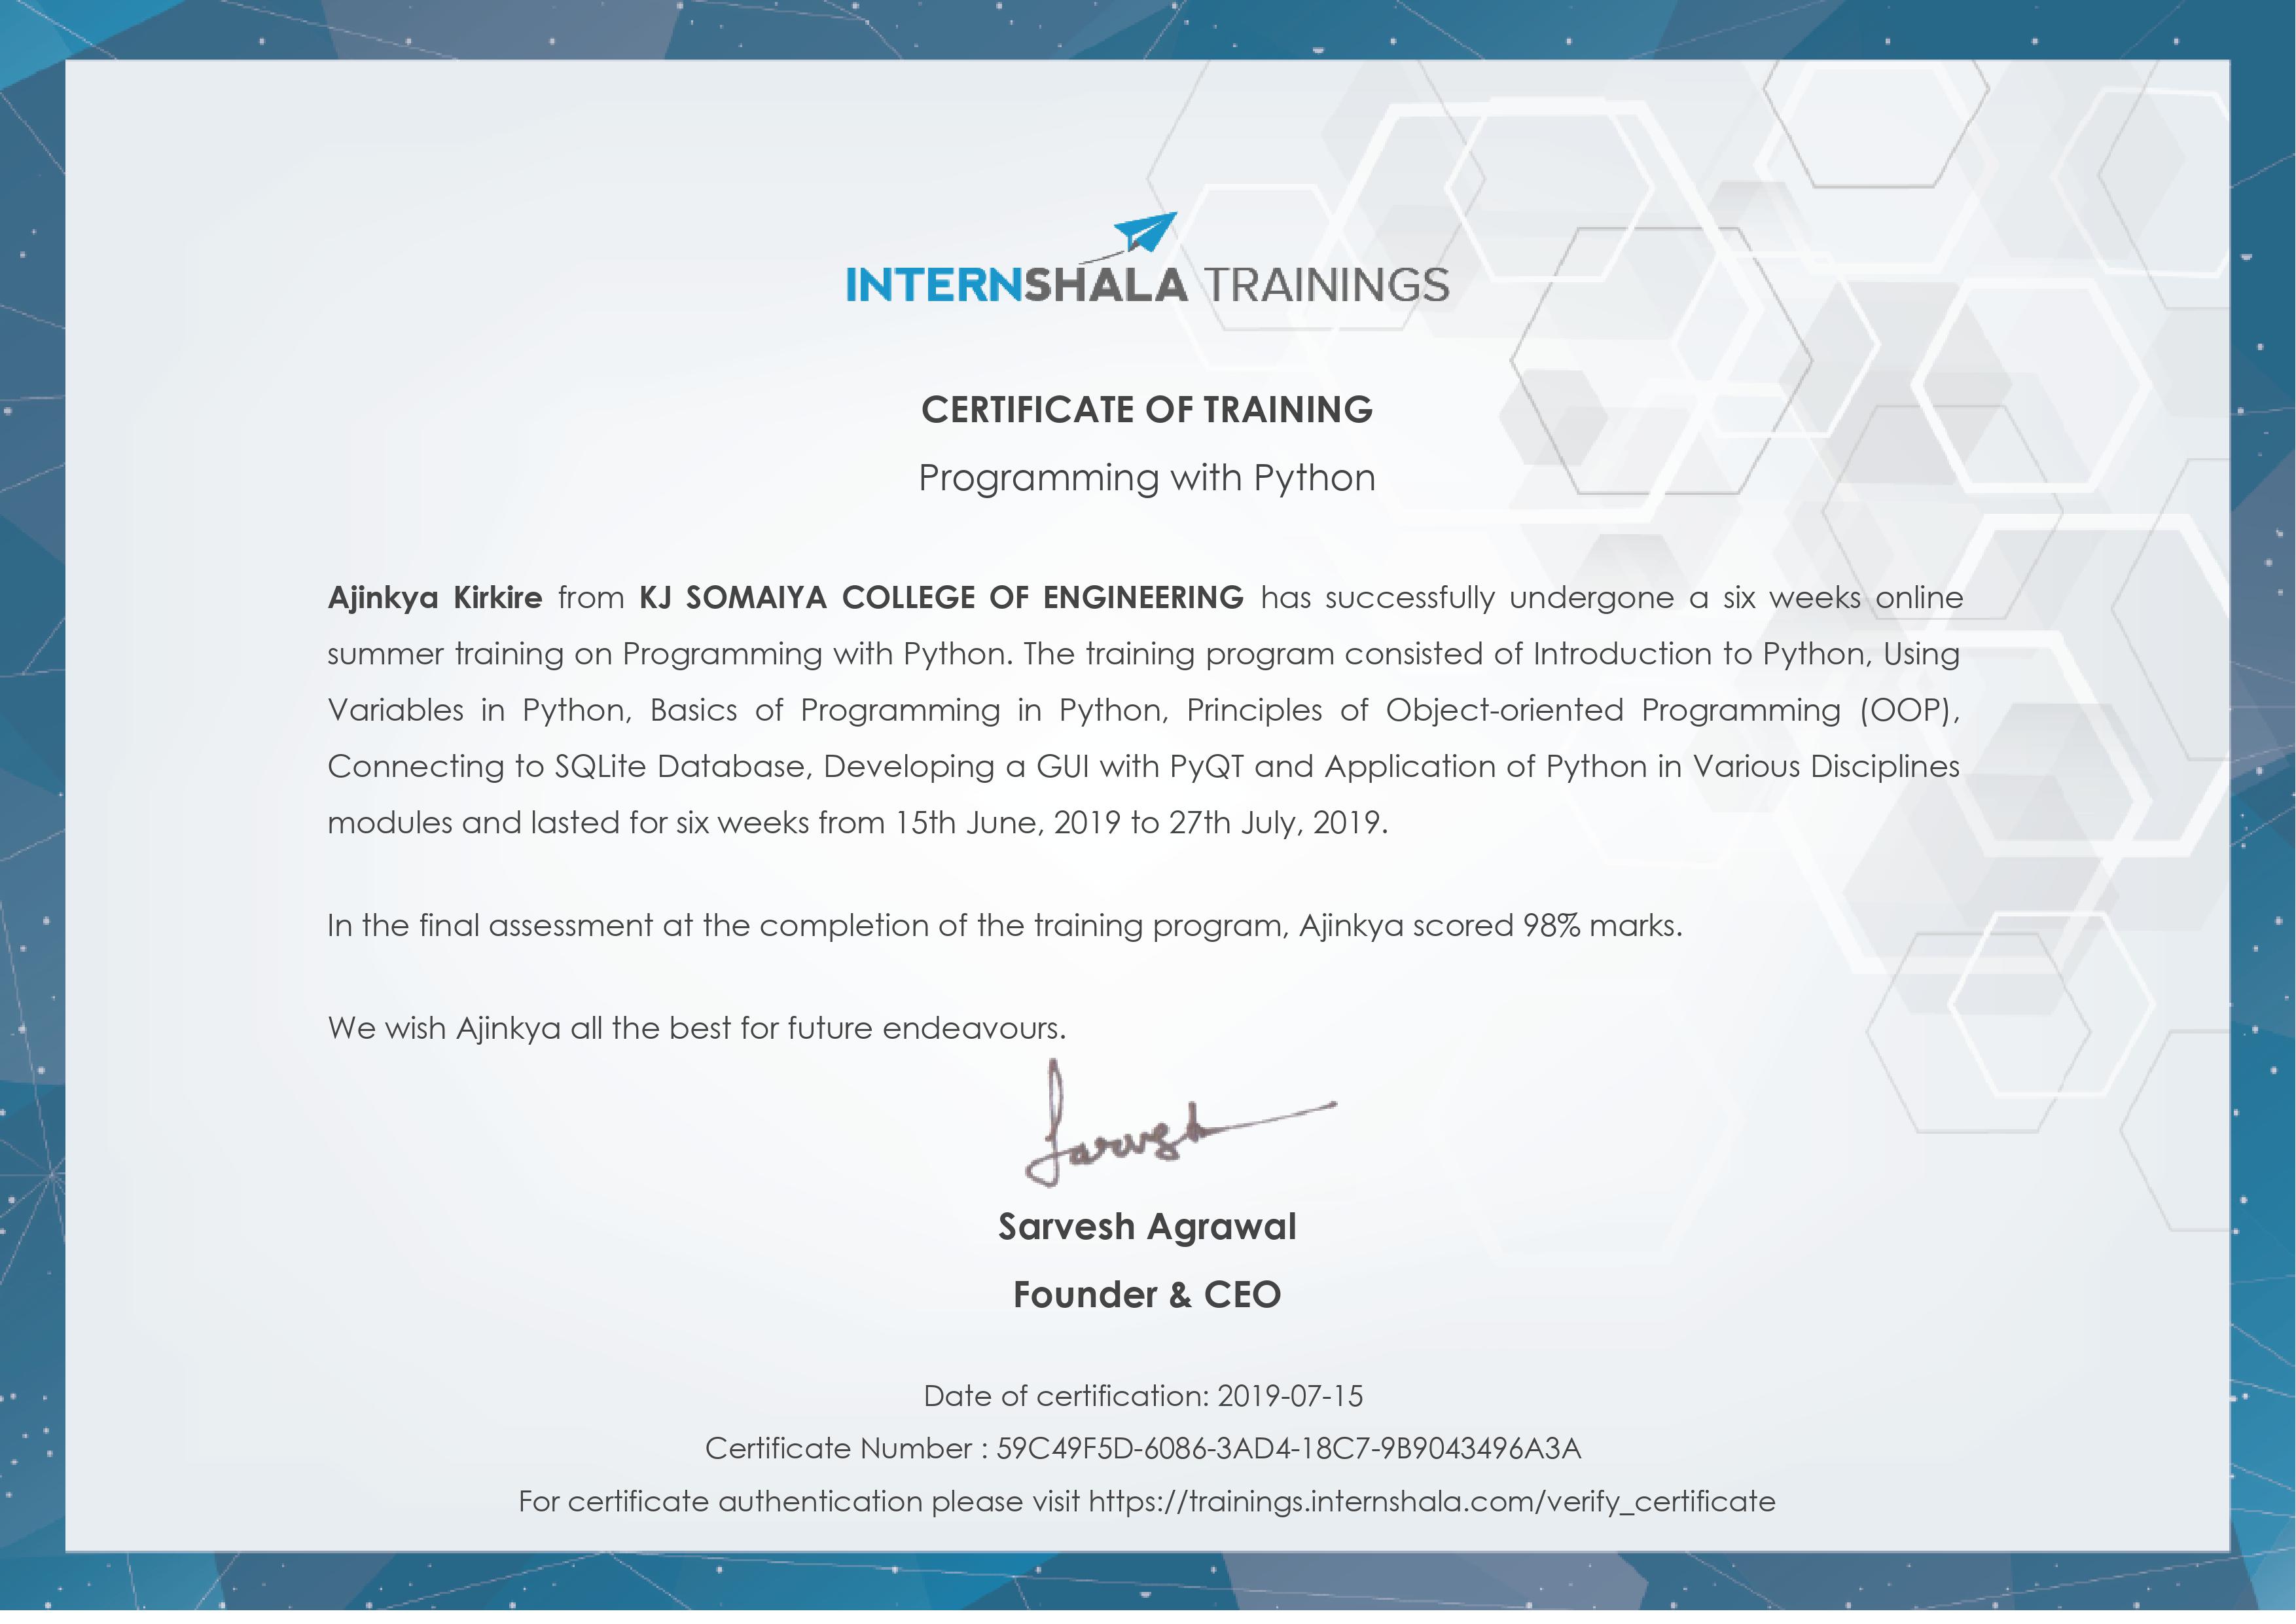 INTERNSHALA TRAININGS
CERTIFICATE OF TRAINING
Programming with Python
Ajinkya Kirkire from KJ SOMAIYA COLLEGE OF ENGINEERING has successfully undergone a six weeks online
summer training on Programming with Python. The training program consisted of Introduction to Python, Using
Variables in Python, Basics of Programming in Python, Principles of Object-oriented Programming (OOP),
Connecting to SQLite Database, Developing a GUI with PyQT and Application of Python in Various Disciplines
modules and lasted for six weeks from 15th June, 2019 to 27th July, 2019.
In the final assessment at the completion of the training program, Ajinkya scored 98% marks.
We wish Ajinkya all the best for future endeavours.
Sarvesh
Sarvesh Agrawal
Founder & CEO
Date of certification: 2019-07-15
Certificate Number : 59C49F5D-6086-3AD4-18C7-9B9043496A3A
For certificate authentication please visit https://trainings.internshala.com/verify_certificate